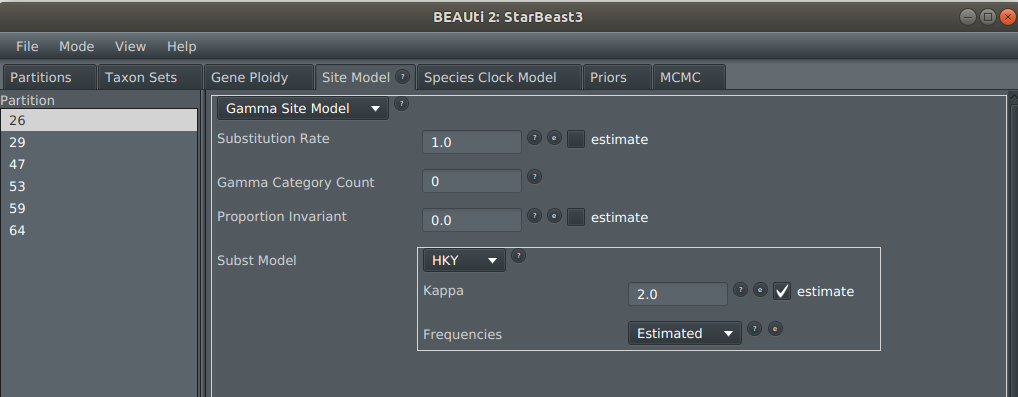 BEAUti 2: StarBeast3
File Mode View Help
Partitions Taxon Sets Gene Ploidy Site Model ? Species Clock Model Priors MCMC
Partition
26
29
47
53
59
64
Gamma Site Model ?
Substitution Rate 1.0 ? e estimate
Gamma Category Count 0 ?
Proportion Invariant 0.0 ? e estimate
Subst Model HKY ?
Kappa 2.0 ? e estimate
Frequencies Estimated ? e